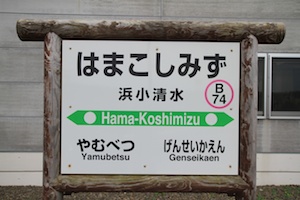 はまこしみず
浜小清水
B
74
Hama-Koshimizu
やむべつ げんせいかえん
Yamubetsu Genseikaen